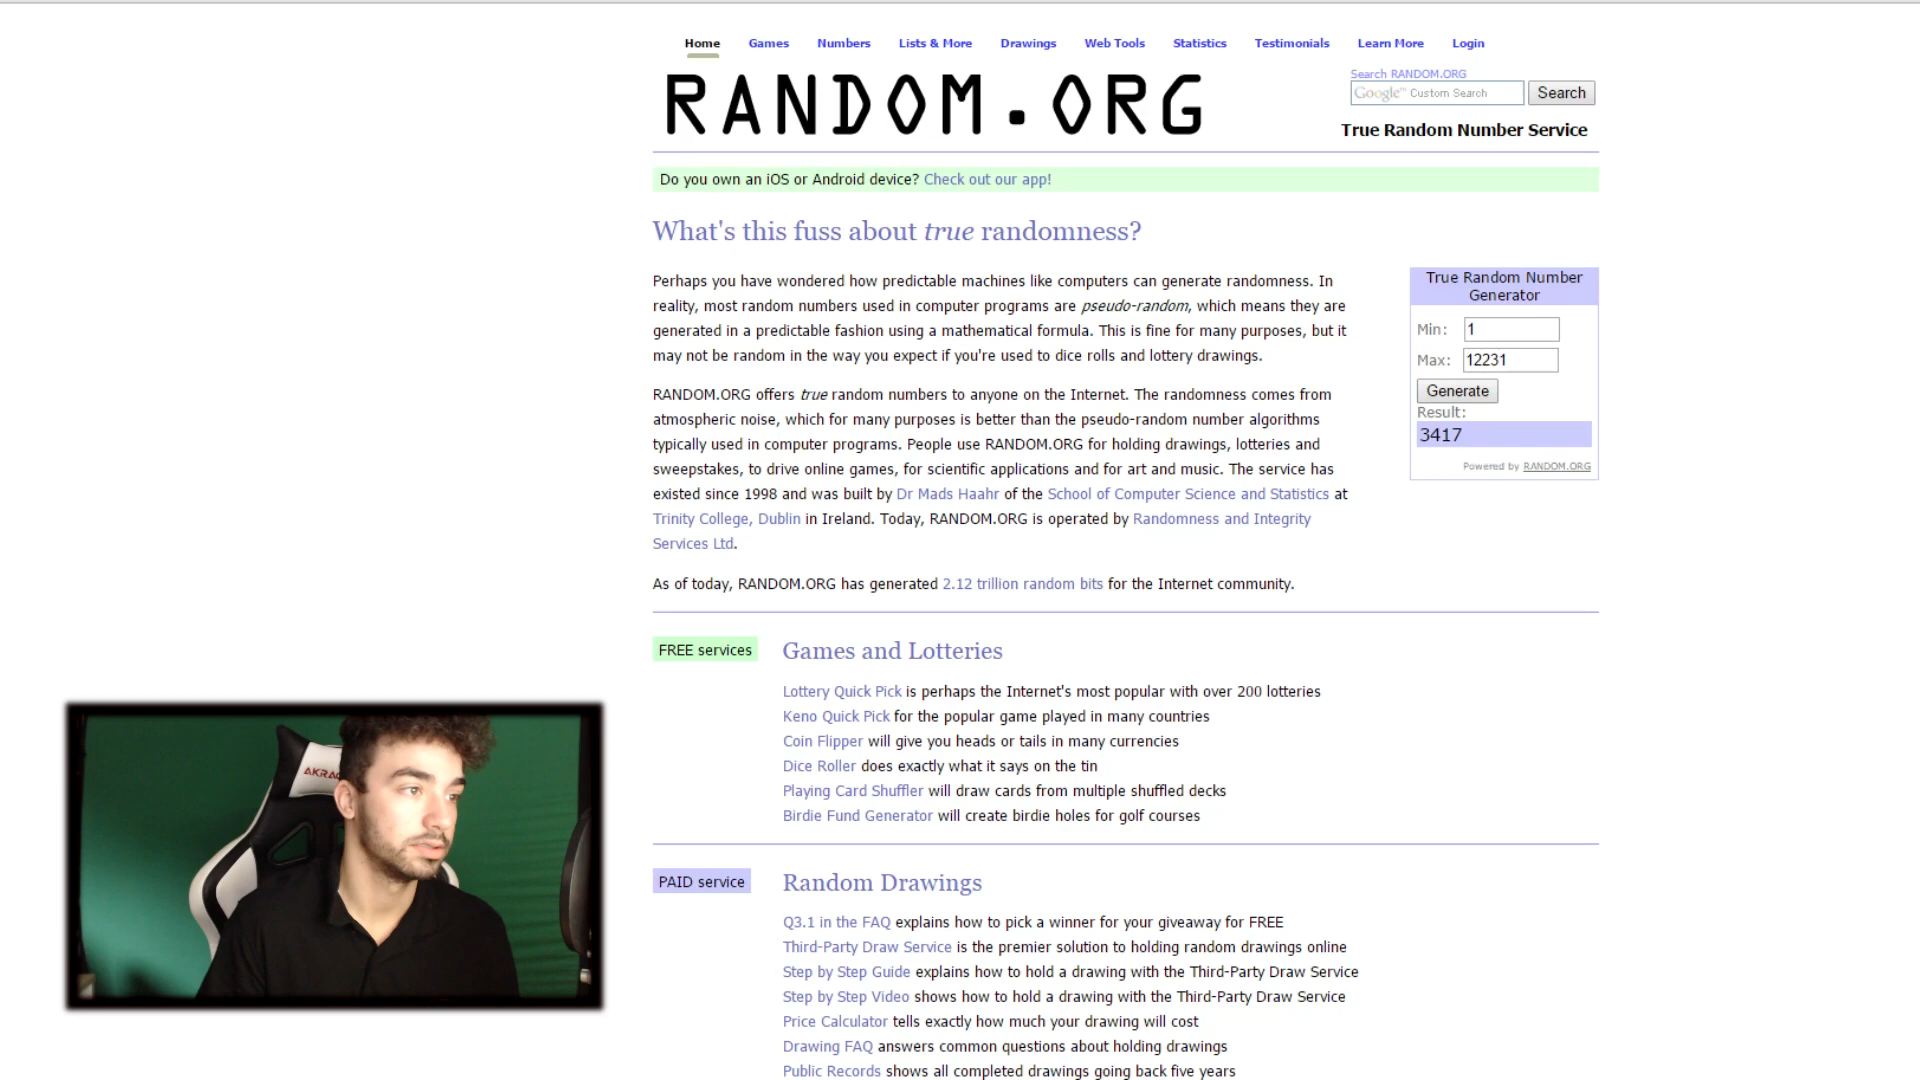 Home Games Numbers Lists & More Drawings Web Tools Statistics Testimonials Learn More Login
RANDOM.ORG
Search RANDOM.ORG
Google™ Custom Search Search
True Random Number Service
Do you own an iOS or Android device? Check out our app!
What's this fuss about true randomness?
Perhaps you have wondered how predictable machines like computers can generate randomness. In
reality, most random numbers used in computer programs are pseudo-random, which means they are
generated in a predictable fashion using a mathematical formula. This is fine for many purposes, but it
may not be random in the way you expect if you're used to dice rolls and lottery drawings.
RANDOM.ORG offers true random numbers to anyone on the Internet. The randomness comes from
atmospheric noise, which for many purposes is better than the pseudo-random number algorithms
typically used in computer programs. People use RANDOM.ORG for holding drawings, lotteries and
sweepstakes, to drive online games, for scientific applications and for art and music. The service has
existed since 1998 and was built by Dr Mads Haahr of the School of Computer Science and Statistics at
Trinity College, Dublin in Ireland. Today, RANDOM.ORG is operated by Randomness and Integrity
Services Ltd.
As of today, RANDOM.ORG has generated 2.12 trillion random bits for the Internet community.
True Random Number
Generator
Min: 1
Max: 12231
Generate
Result:
3417
Powered by RANDOM.ORG
FREE services
Games and Lotteries
Lottery Quick Pick is perhaps the Internet's most popular with over 200 lotteries
Keno Quick Pick for the popular game played in many countries
Coin Flipper will give you heads or tails in many currencies
Dice Roller does exactly what it says on the tin
Playing Card Shuffler will draw cards from multiple shuffled decks
Birdie Fund Generator will create birdie holes for golf courses
PAID service
Random Drawings
Q3.1 in the FAQ explains how to pick a winner for your giveaway for FREE
Third-Party Draw Service is the premier solution to holding random drawings online
Step by Step Guide explains how to hold a drawing with the Third-Party Draw Service
Step by Step Video shows how to hold a drawing with the Third-Party Draw Service
Price Calculator tells exactly how much your drawing will cost
Drawing FAQ answers common questions about holding drawings
Public Records shows all completed drawings going back five years